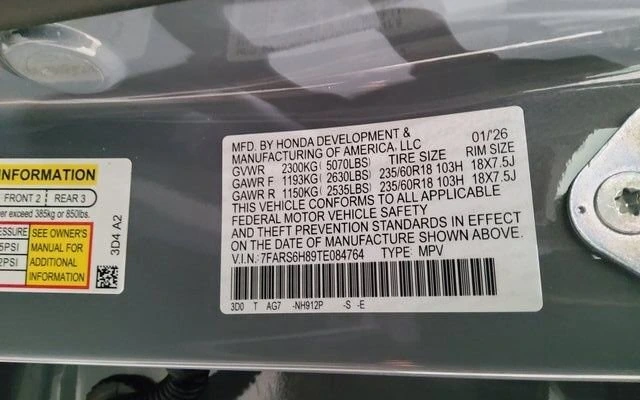 MFD. BY HONDA DEVELOPMENT & 01/26
MANUFACTURING OF AMERICA, LLC
GVWR 2300KG (5070LBS) TIRE SIZE RIM SIZE
GAWR F 1193KG (2630LBS) 235/60R18 103H 18X7.5J
GAWR R 1150KG (2535LBS) 235/60R18 103H 18X7.5J
THIS VEHICLE CONFORMS TO ALL APPLICABLE
FEDERAL MOTOR VEHICLE SAFETY
AND THEFT PREVENTION STANDARDS IN EFFECT
ON THE DATE OF MANUFACTURE SHOWN ABOVE.
V.I.N: 7FARS6H89TE084764 TYPE: MPV
3D0 T AG7 -NH912P -S -E
INFORMATION
FRONT 2 REAR 3
exceed 385kg or 850lbs.
SEE OWNER'S
MANUAL FOR
ADDITIONAL
INFORMATION
3D4 A2